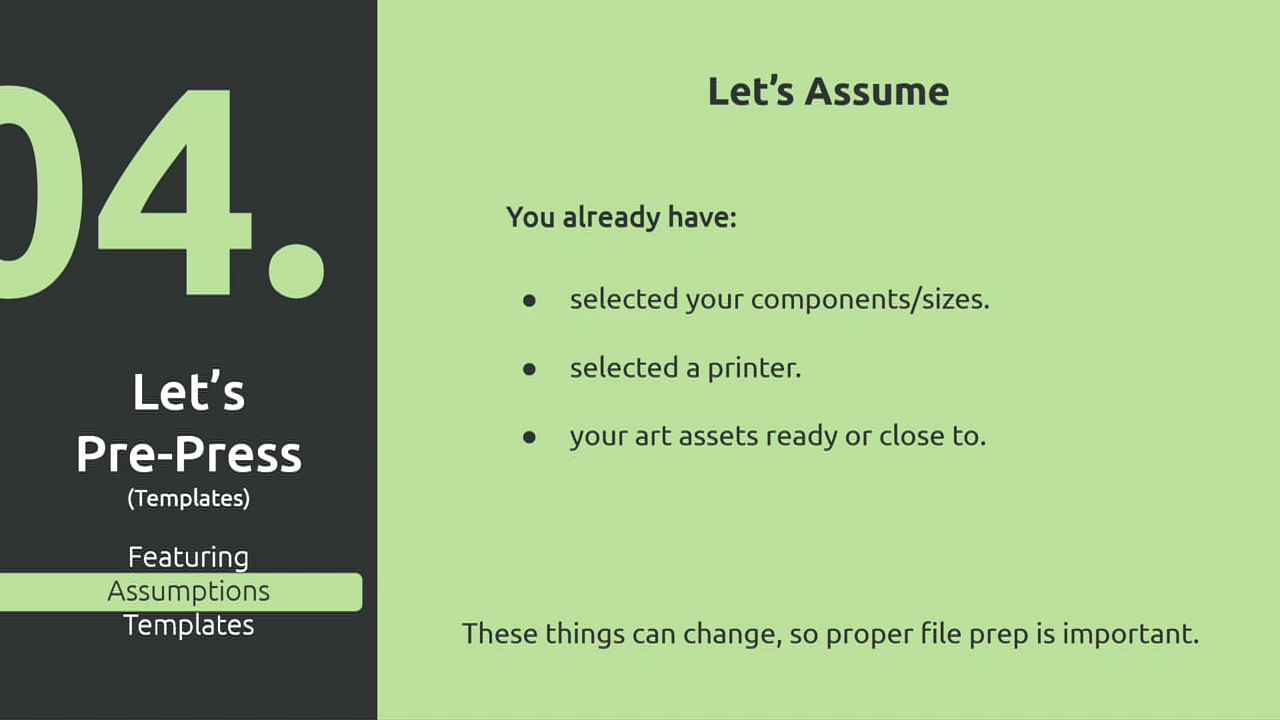 04.
Let’s
Pre-Press
(Templates)
Featuring
Assumptions
Templates
Let’s Assume
You already have:
● selected your components/sizes.
● selected a printer.
● your art assets ready or close to.
These things can change, so proper file prep is important.